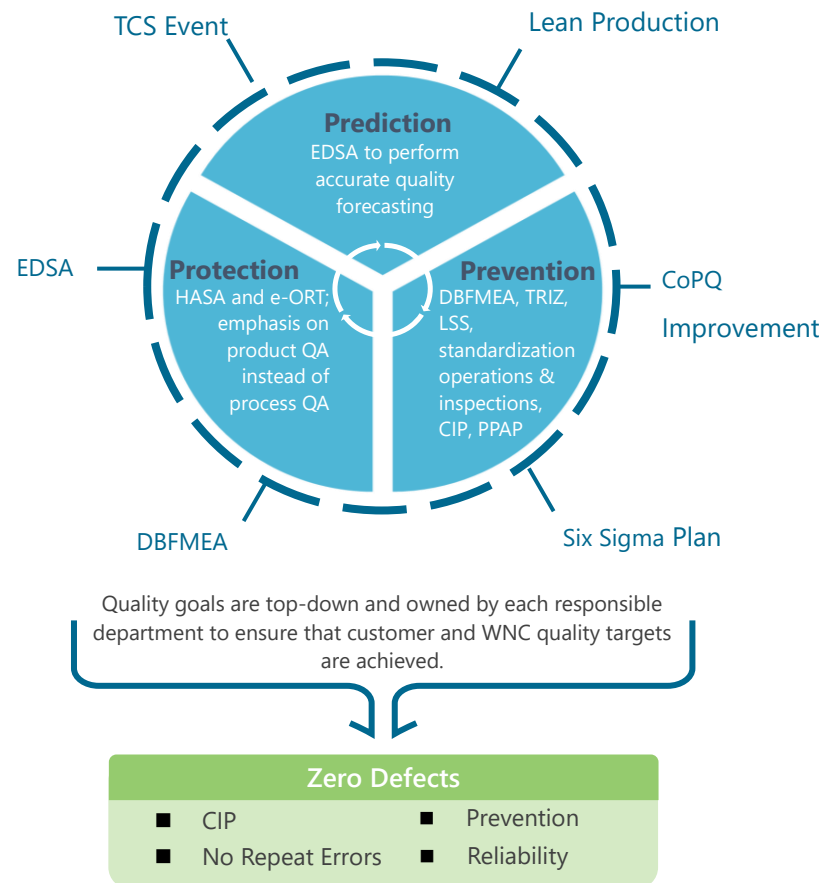 TCS Event
Lean Production
Prediction
EDSA to perform
accurate quality
forecasting
EDSA
Protection
HASA and e-ORT;
emphasis on
product QA
instead of
process QA
Prevention
DBFMEA, TRIZ,
LSS,
standardization
operations &
inspections,
CIP, PPAP
CoPQ
Improvement
DBFMEA
Six Sigma Plan
Quality goals are top-down and owned by each responsible
department to ensure that customer and WNC quality targets
are achieved.
Zero Defects
CIP
Prevention
No Repeat Errors
Reliability